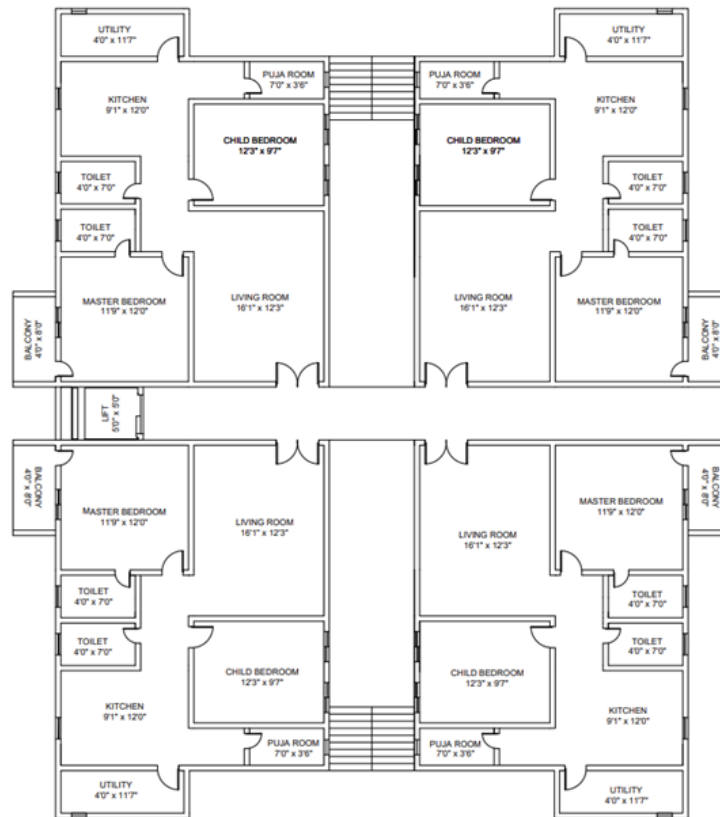 UTILITY
4'0" x 11'7"
UTILITY
4'0" x 11'7"
PUJA ROOM
7'0" x 3'6"
PUJA ROOM
7'0" x 3'6"
KITCHEN
9'1" x 12'0"
KITCHEN
9'1" x 12'0"
CHILD BEDROOM
12'3" x 9'7"
CHILD BEDROOM
12'3" x 9'7"
TOILET
4'0" x 7'0"
TOILET
4'0" x 7'0"
TOILET
4'0" x 7'0"
TOILET
4'0" x 7'0"
MASTER BEDROOM
11'9" x 12'0"
LIVING ROOM
16'1" x 12'3"
LIVING ROOM
16'1" x 12'3"
MASTER BEDROOM
11'9" x 12'0"
BALCONY
4'0" x 8'0"
BALCONY
4'0" x 8'0"
LIFT
5'0" x 5'0"
BALCONY
4'0" x 8'0"
BALCONY
4'0" x 8'0"
MASTER BEDROOM
11'9" x 12'0"
LIVING ROOM
16'1" x 12'3"
LIVING ROOM
16'1" x 12'3"
MASTER BEDROOM
11'9" x 12'0"
TOILET
4'0" x 7'0"
TOILET
4'0" x 7'0"
TOILET
4'0" x 7'0"
TOILET
4'0" x 7'0"
CHILD BEDROOM
12'3" x 9'7"
CHILD BEDROOM
12'3" x 9'7"
KITCHEN
9'1" x 12'0"
KITCHEN
9'1" x 12'0"
PUJA ROOM
7'0" x 3'6"
PUJA ROOM
7'0" x 3'6"
UTILITY
4'0" x 11'7"
UTILITY
4'0" x 11'7"